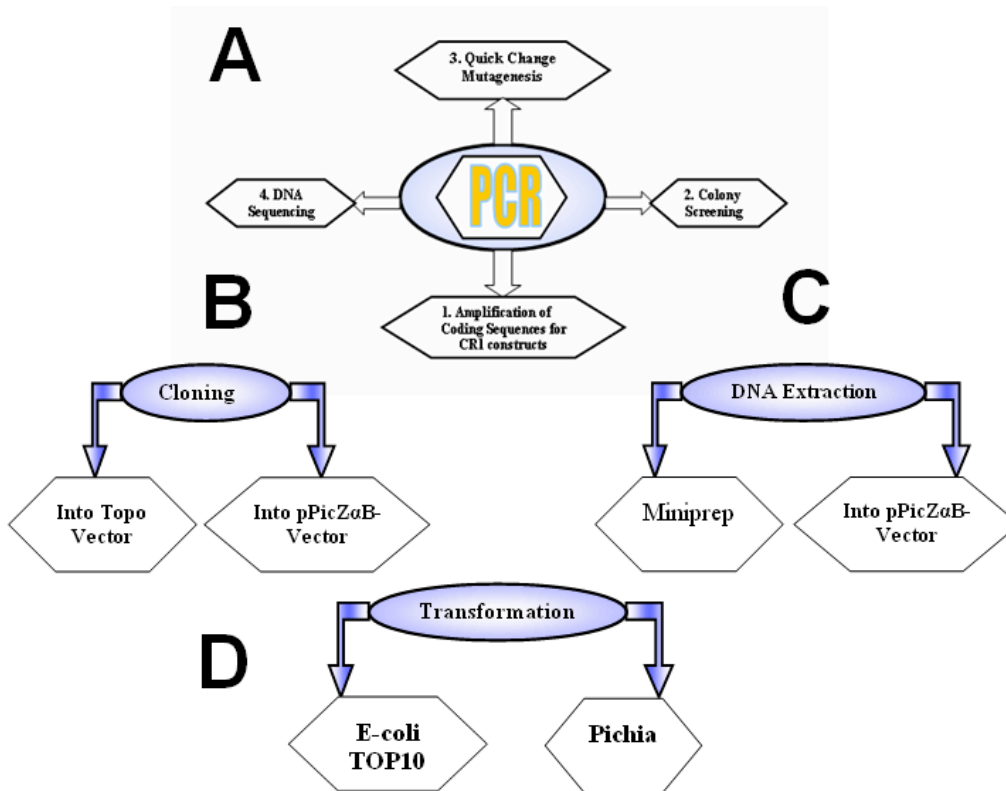 A
3. Quick Change
Mutagenesis
4. DNA
Sequencing
PCR
2. Colony
Screening
1. Amplification of
Coding Sequences for
CR1 constructs
B
Cloning
Into Topo
Vector
Into pPicZαB-
Vector
C
DNA Extraction
Miniprep
Into pPicZαB-
Vector
D
Transformation
E-coli
TOP10
Pichia